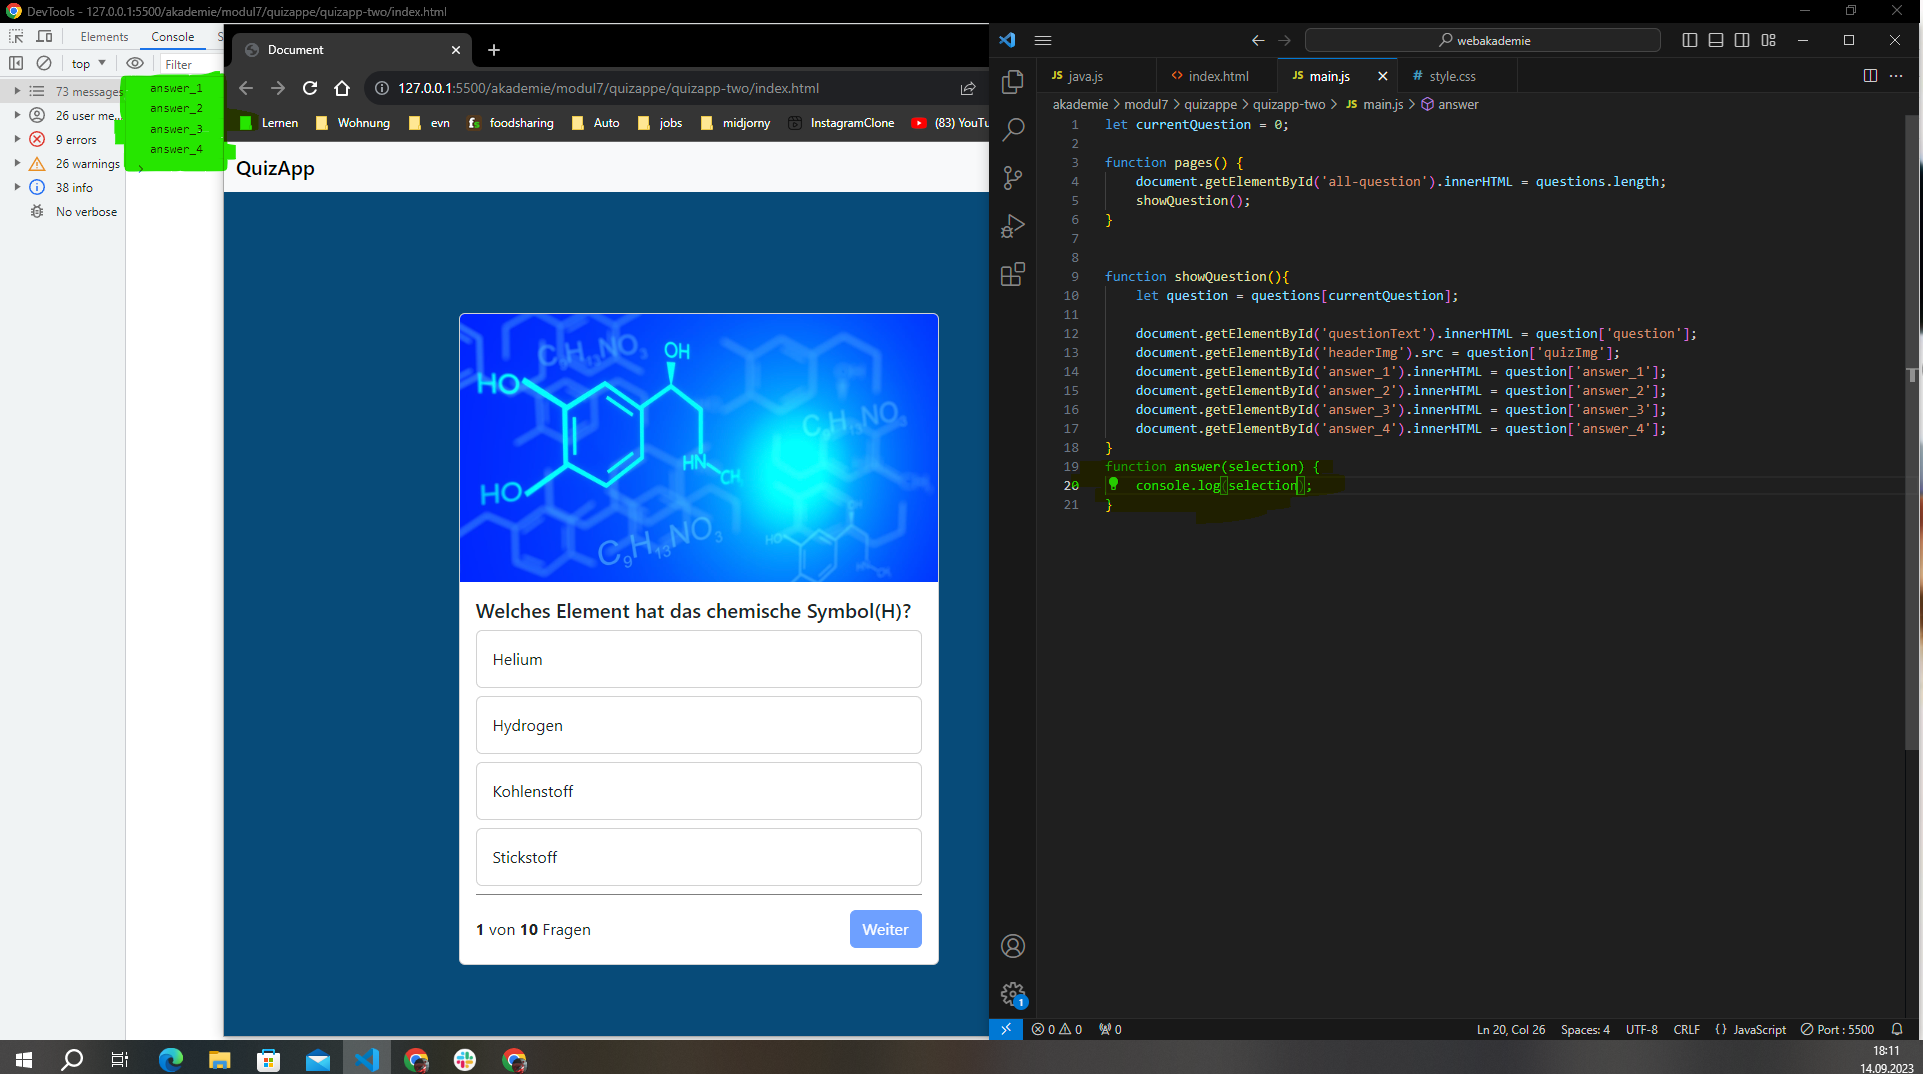 DevTools - 127.0.0.1:5500/akademie/modul7/quizappe/quizapp-two/index.html
Elements
Console
S
top
Filter
73 messages
26 user me...
9 errors
26 warnings
38 info
No verbose
answer_1
answer_2
answer_3
answer_4
Document
127.0.0.1:5500/akademie/modul7/quizappe/quizapp-two/index.html
Lernen
Wohnung
evn
foodsharing
Auto
jobs
midjorny
InstagramClone
(83) YouTu
QuizApp
HO
OH
HN
CH
HO
C9H13NO3
Welches Element hat das chemische Symbol(H)?
Helium
Hydrogen
Kohlenstoff
Stickstoff
1 von 10 Fragen
Weiter
webakademie
JS java.js
<> index.html
JS main.js
# style.css
akademie > modul7 > quizappe > quizapp-two > JS main.js > answer
1 let currentQuestion = 0;
2
3 function pages() {
4 document.getElementById('all-question').innerHTML = questions.length;
5 showQuestion();
6 }
7
8
9 function showQuestion(){
10 let question = questions[currentQuestion];
11
12 document.getElementById('questionText').innerHTML = question['question'];
13 document.getElementById('headerImg').src = question['quizImg'];
14 document.getElementById('answer_1').innerHTML = question['answer_1'];
15 document.getElementById('answer_2').innerHTML = question['answer_2'];
16 document.getElementById('answer_3').innerHTML = question['answer_3'];
17 document.getElementById('answer_4').innerHTML = question['answer_4'];
18 }
19 function answer(selection) {
20 console.log(selection);
21 }
1
0 0
0
Ln 20, Col 26
Spaces: 4
UTF-8
CRLF
{} JavaScript
Port : 5500
18:11
14.09.2023